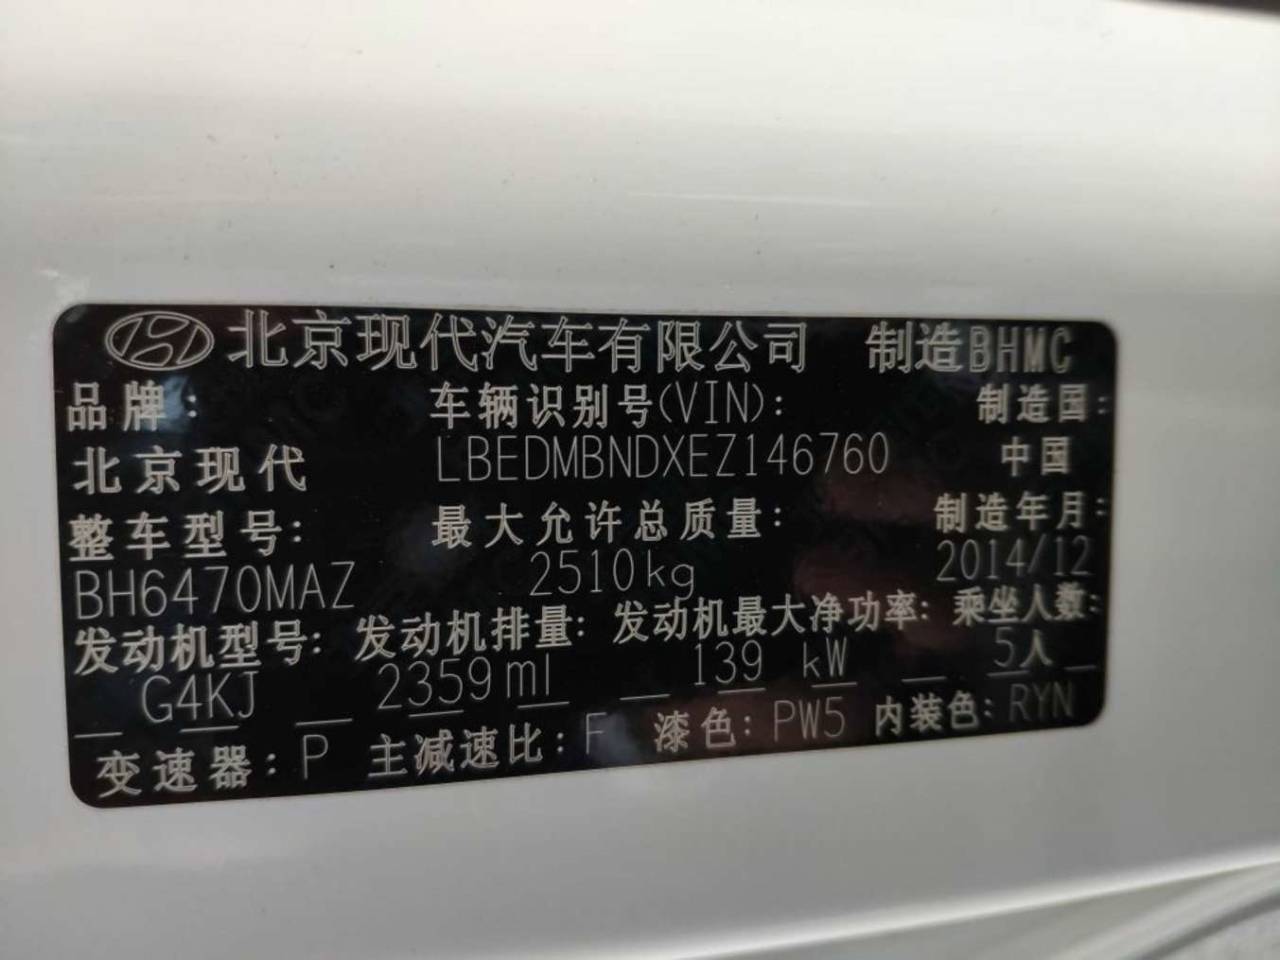 北京现代汽车有限公司 制造BHMC
品牌: 车辆识别号(VIN): 制造国:
北京现代 LBEDMBNDXEZ146760 中国
整车型号: 最大允许总质量: 制造年月:
BH6470MAZ 2510kg 2014/12
发动机型号: 发动机排量: 发动机最大净功率: 乘坐人数:
G4KJ 2359ml 139 kW 5人
变速器: P 主减速比: F 漆色: PW5 内装色: RYN